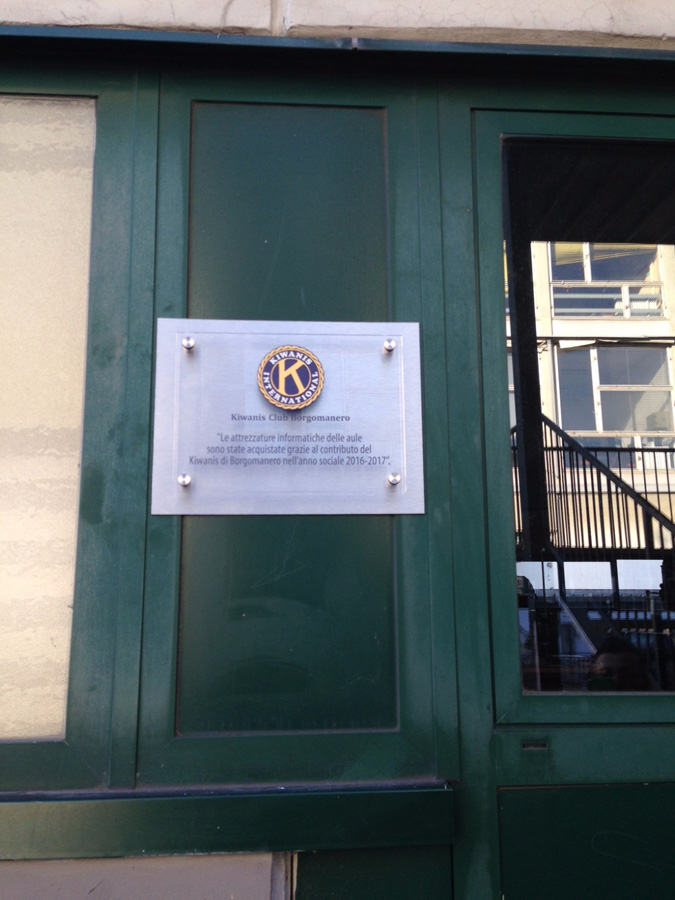 KIWANIS
K
INTERNATIONAL
Kiwanis Club Borgomanero
"Le attrezzature informatiche delle aule
sono state acquistate grazie al contributo del
Kiwanis di Borgomanero nell'anno sociale 2016-2017".